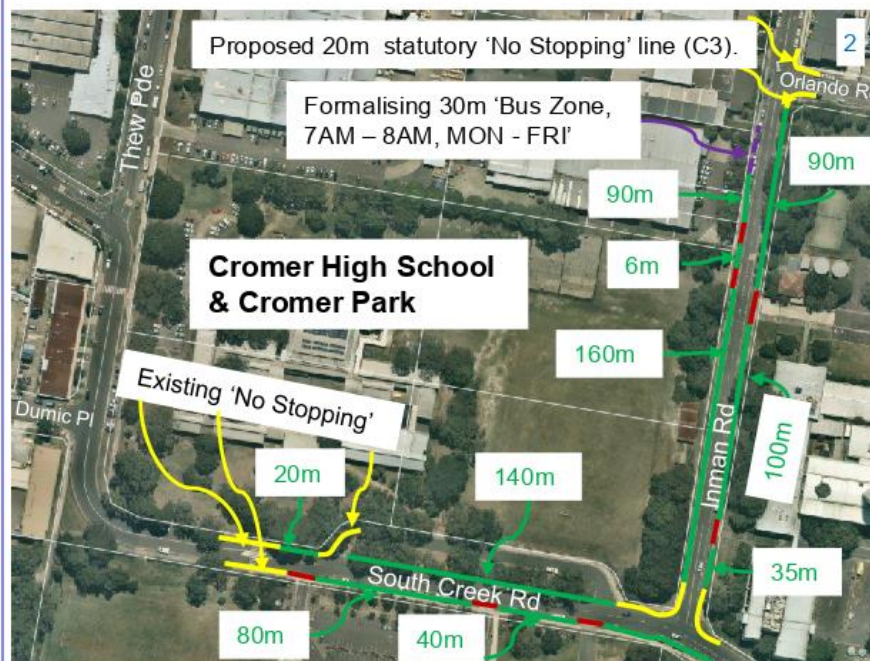 Proposed 20m statutory 'No Stopping' line (C3).
2
Orlando R
Formalising 30m 'Bus Zone,
7AM – 8AM, MON - FRI'
Thew Pde
90m
90m
6m
Cromer High School
& Cromer Park
160m
Existing 'No Stopping'
Dumic Pl
Inman Rd
100m
20m
140m
South Creek Rd
35m
80m
40m